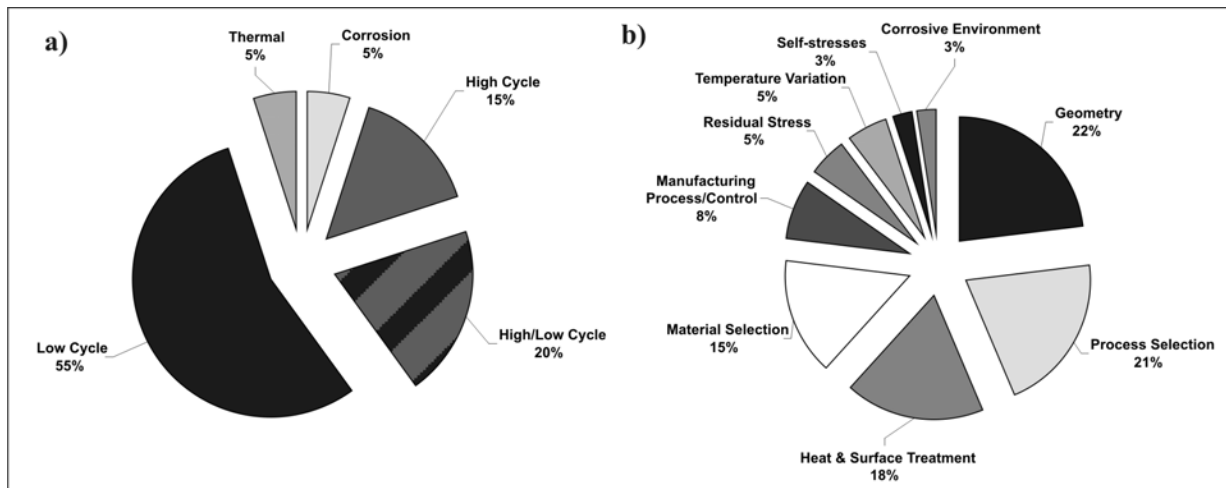 a)
Thermal
5%
Corrosion
5%
High Cycle
15%
High/Low Cycle
20%
Low Cycle
55%
b)
Corrosive Environment
3%
Self-stresses
3%
Temperature Variation
5%
Residual Stress
5%
Manufacturing
Process/Control
8%
Material Selection
15%
Heat & Surface Treatment
18%
Process Selection
21%
Geometry
22%